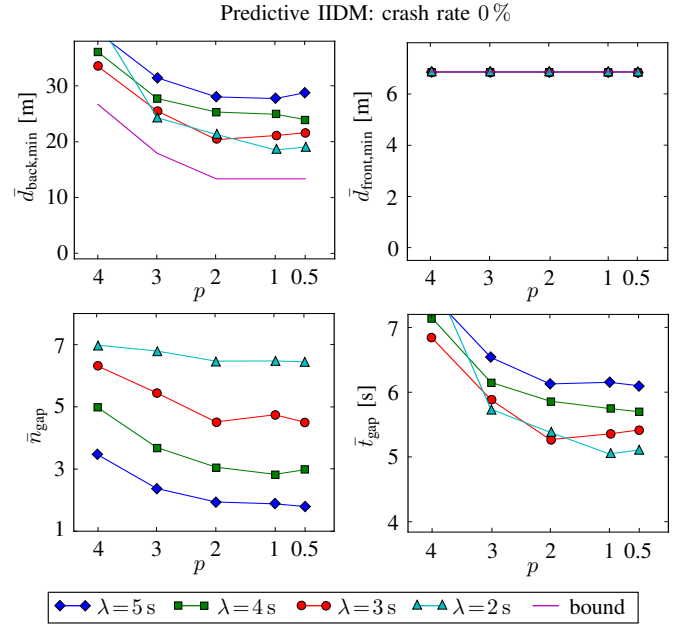 Predictive IIDM: crash rate 0 %
d̄back,min [m]
30
20
10
0
4 3 2 1 0.5
p
d̄front,min [m]
6
4
2
0
4 3 2 1 0.5
p
n̄gap
7
5
3
1
4 3 2 1 0.5
p
t̄gap [s]
7
6
5
4
4 3 2 1 0.5
p
λ=5 s λ=4 s λ=3 s λ=2 s bound